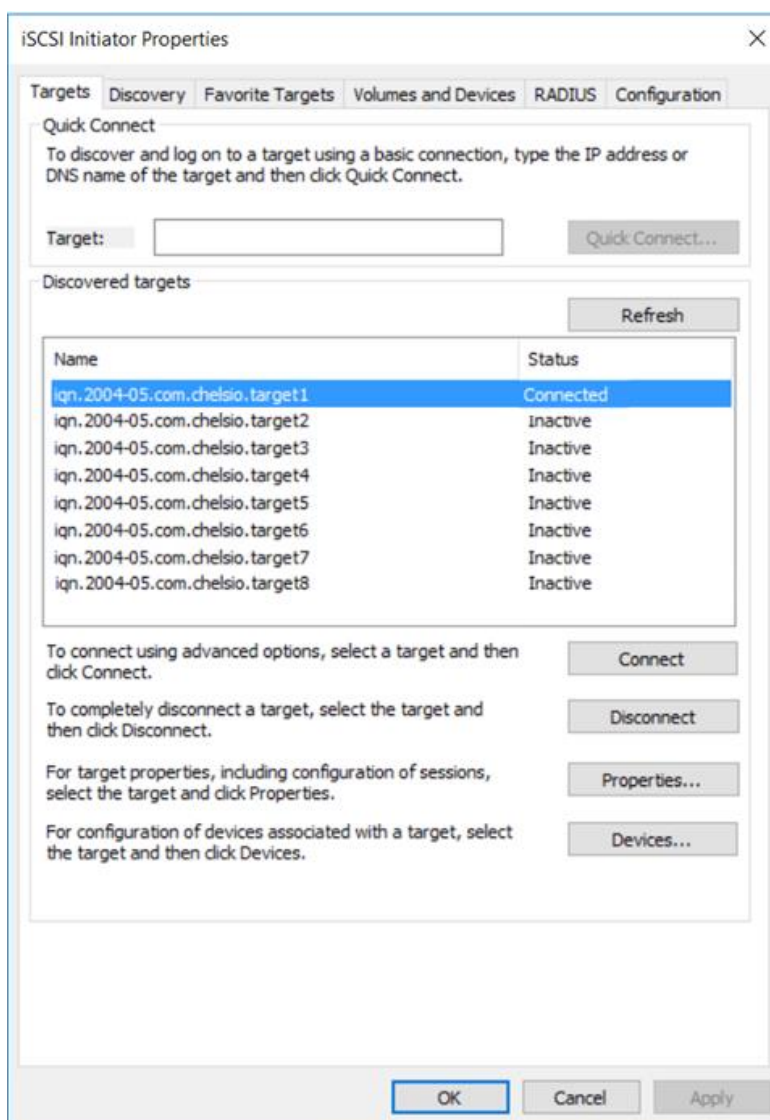 iSCSI Initiator Properties
Targets Discovery Favorite Targets Volumes and Devices RADIUS Configuration
Quick Connect
To discover and log on to a target using a basic connection, type the IP address or
DNS name of the target and then click Quick Connect.
Target: Quick Connect...
Discovered targets
Refresh
Name Status
iqn.2004-05.com.chelsio.target1 Connected
iqn.2004-05.com.chelsio.target2 Inactive
iqn.2004-05.com.chelsio.target3 Inactive
iqn.2004-05.com.chelsio.target4 Inactive
iqn.2004-05.com.chelsio.target5 Inactive
iqn.2004-05.com.chelsio.target6 Inactive
iqn.2004-05.com.chelsio.target7 Inactive
iqn.2004-05.com.chelsio.target8 Inactive
To connect using advanced options, select a target and then
click Connect.
Connect
To completely disconnect a target, select the target and
then click Disconnect.
Disconnect
For target properties, including configuration of sessions,
select the target and click Properties.
Properties...
For configuration of devices associated with a target, select
the target and then click Devices.
Devices...
OK Cancel Apply